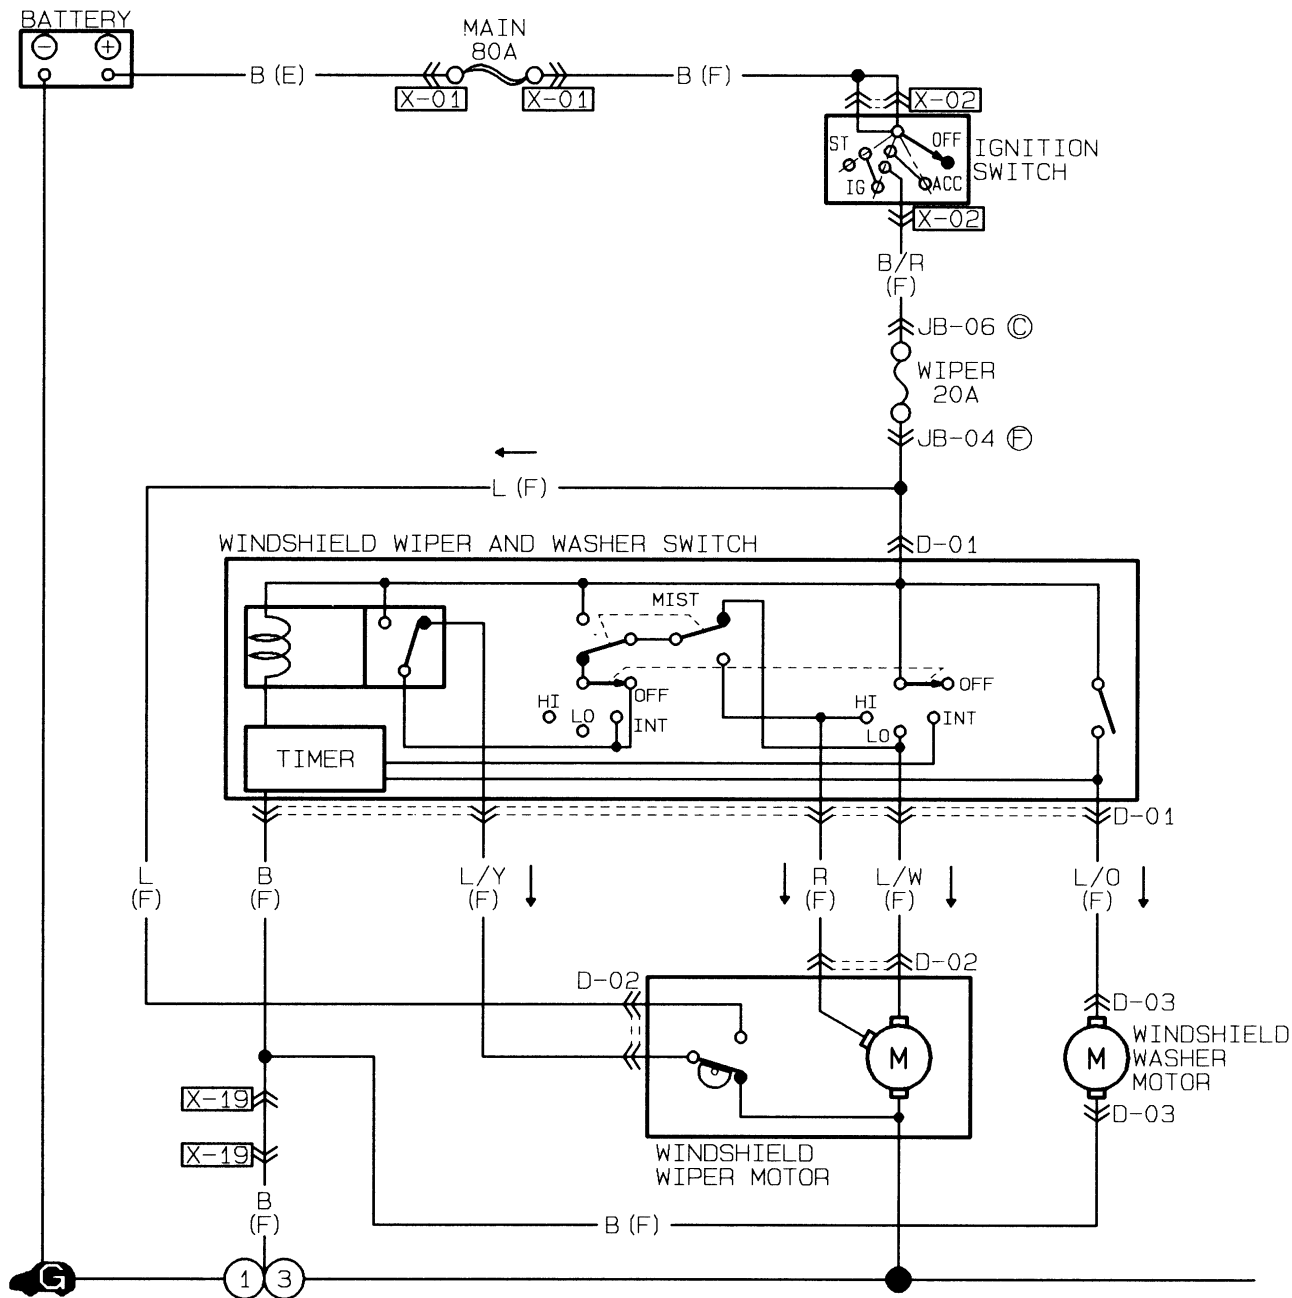 BATTERY
− +
MAIN
80A
B (E)
B (F)
X-01
X-01
X-02
ST
OFF
IG
ACC
IGNITION
SWITCH
X-02
B/R
(F)
JB-06 C
WIPER
20A
JB-04 F
L (F)
WINDSHIELD WIPER AND WASHER SWITCH
D-01
MIST
OFF
OFF
HI
LO
INT
HI
LO
INT
TIMER
D-01
L
(F)
B
(F)
L/Y
(F)
R
(F)
L/W
(F)
L/O
(F)
D-02
D-02
D-03
M
M
WINDSHIELD
WASHER
MOTOR
X-19
D-03
X-19
WINDSHIELD
WIPER MOTOR
B
(F)
B (F)
G
1 3